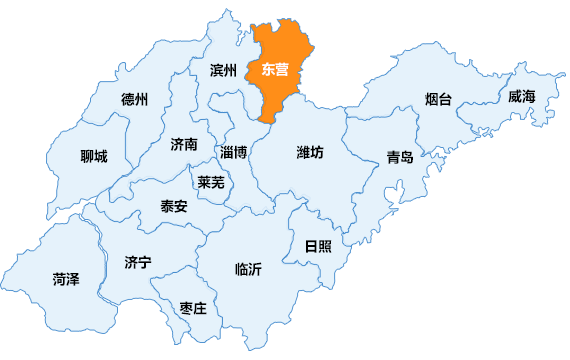 滨州
东营
德州
烟台
威海
聊城
济南
淄博
潍坊
青岛
莱芜
泰安
日照
菏泽
济宁
临沂
枣庄